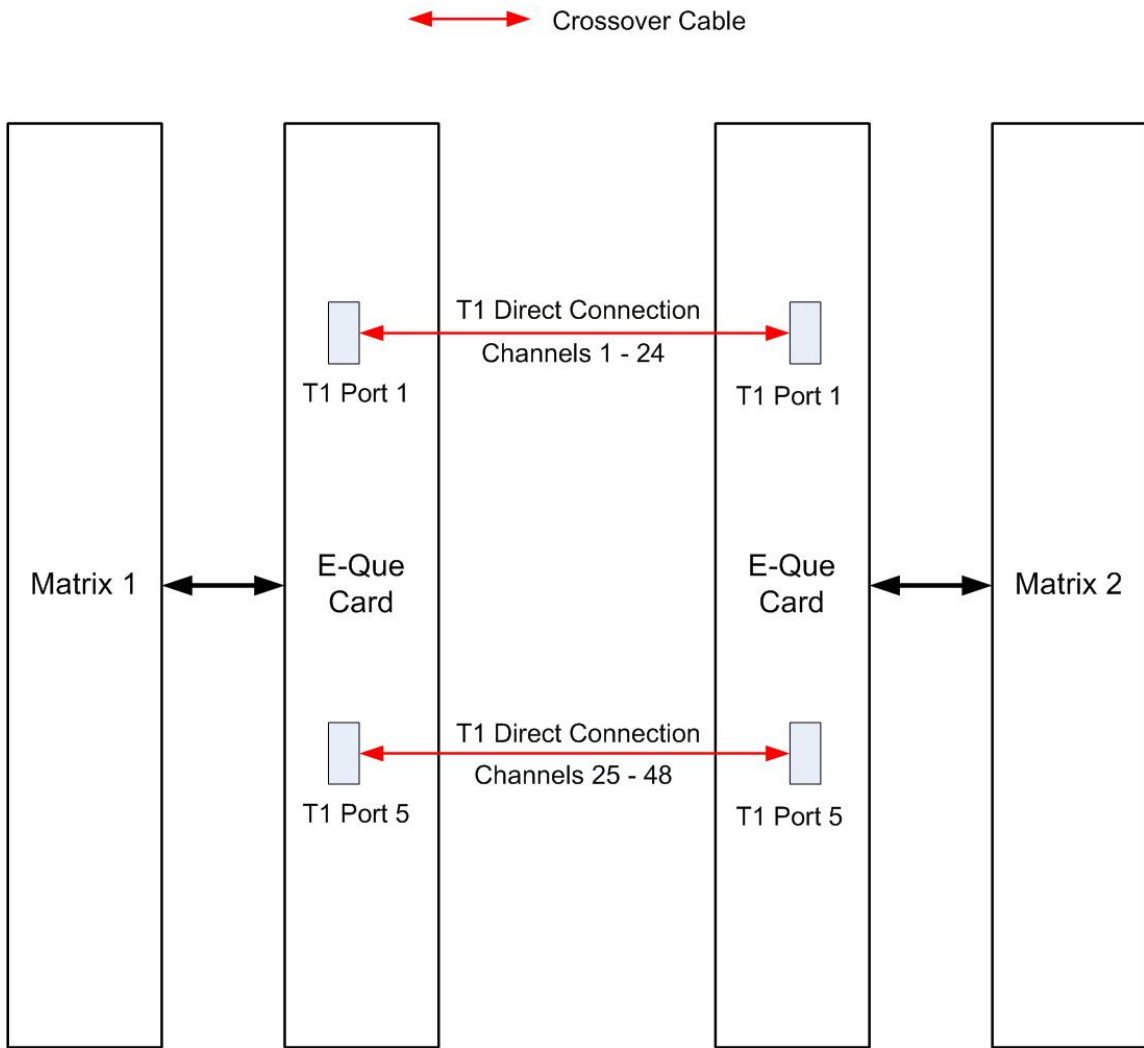 Crossover Cable
T1 Direct Connection
Channels 1 - 24
T1 Port 1
T1 Port 1
Matrix 1
E-Que
Card
E-Que
Card
Matrix 2
T1 Direct Connection
Channels 25 - 48
T1 Port 5
T1 Port 5